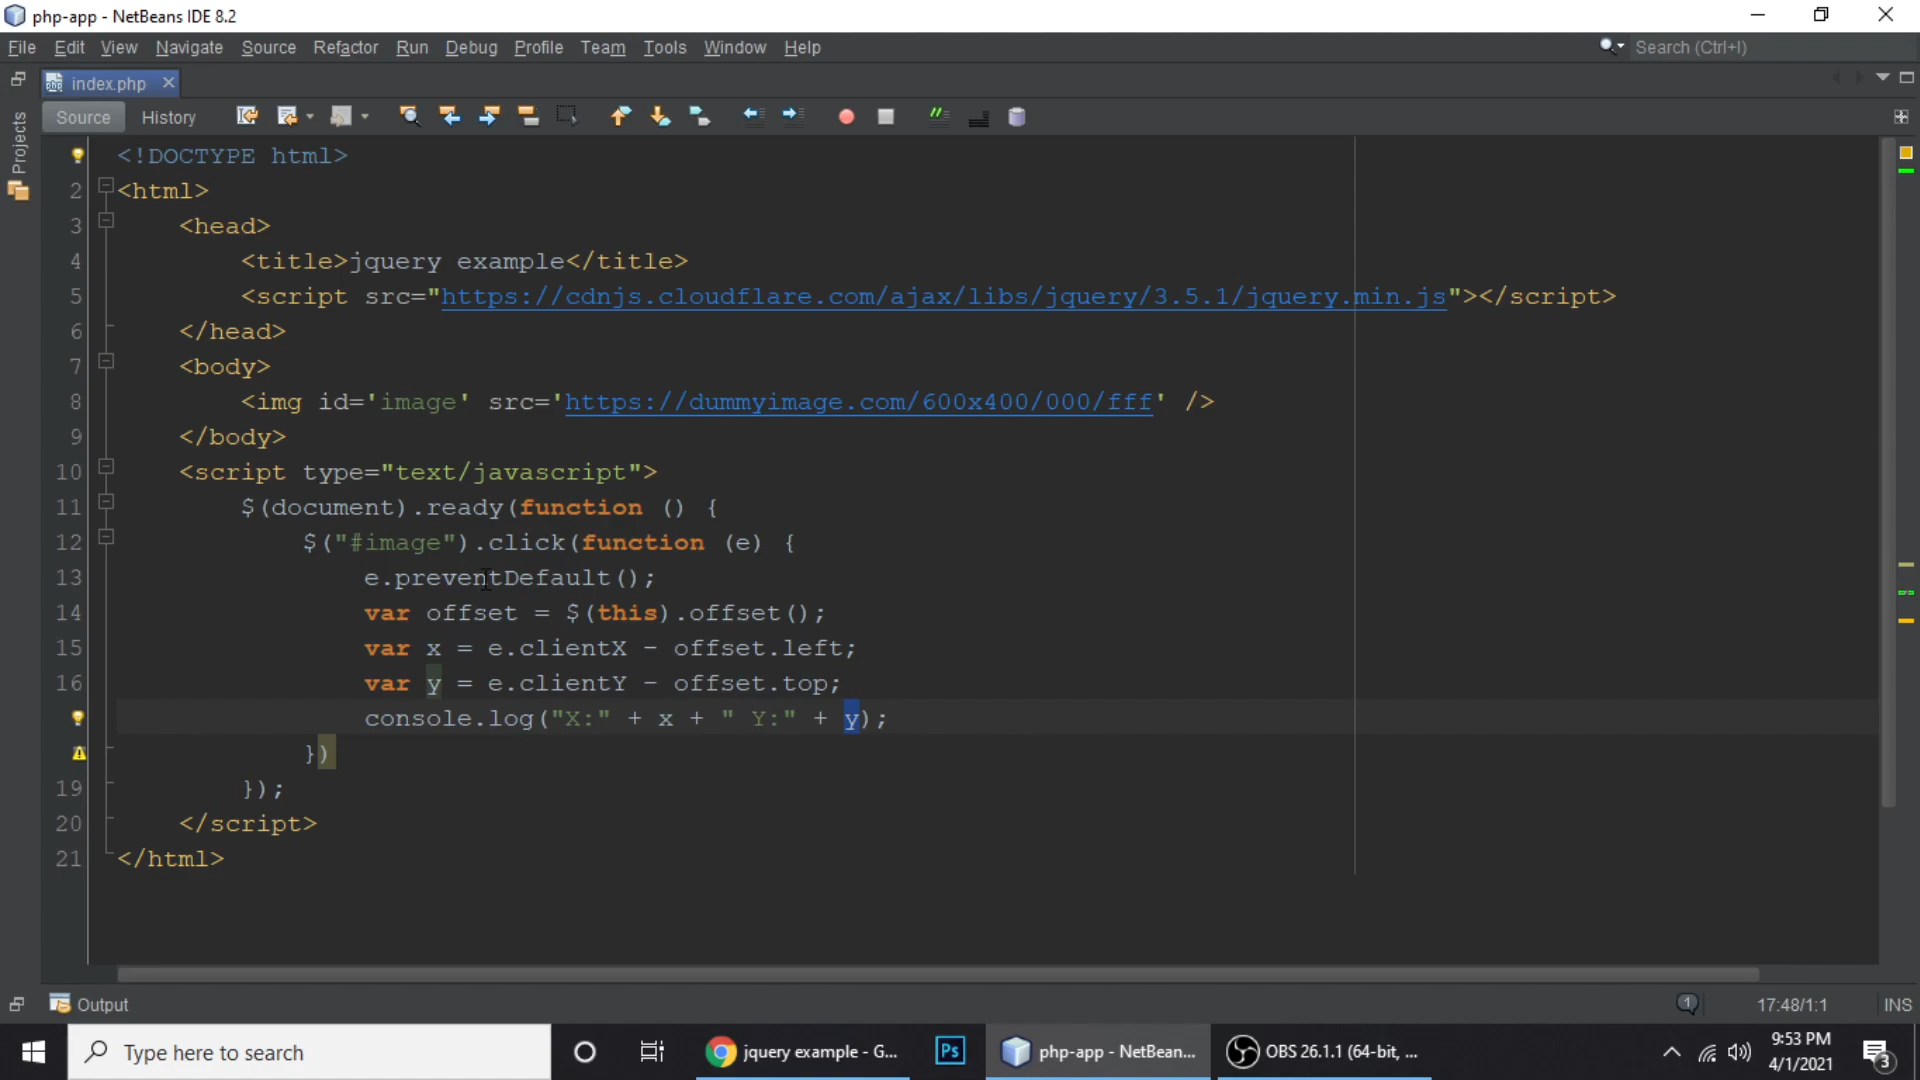 php-app - NetBeans IDE 8.2
File Edit View Navigate Source Refactor Run Debug Profile Team Tools Window Help Search (Ctrl+I)
index.php
Source History
Projects
<!DOCTYPE html>
2 <html>
3 <head>
4 <title>jquery example</title>
5 <script src="https://cdnjs.cloudflare.com/ajax/libs/jquery/3.5.1/jquery.min.js"></script>
6 </head>
7 <body>
8 <img id='image' src='https://dummyimage.com/600x400/000/fff' />
9 </body>
10 <script type="text/javascript">
11 $(document).ready(function () {
12 $("#image").click(function (e) {
13 e.preventDefault();
14 var offset = $(this).offset();
15 var x = e.clientX - offset.left;
16 var y = e.clientY - offset.top;
console.log("X:" + x + " Y:" + y);
})
19 });
20 </script>
21 </html>
Output 1 17:48/1:1 INS
Type here to search jquery example - G... Ps php-app - NetBean... OBS 26.1.1 (64-bit, ... 9:53 PM
4/1/2021 3